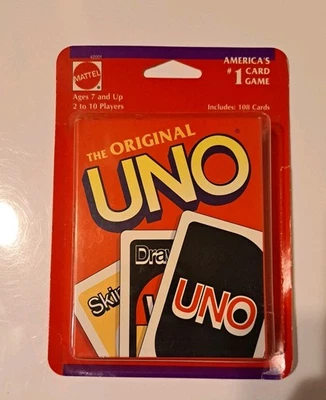 MATTEL
Ages 7 and Up
2 to 10 Players
AMERICA'S
#1 CARD
GAME
Includes: 108 Cards
THE ORIGINAL
UNO®
Skip
Draw
UNO